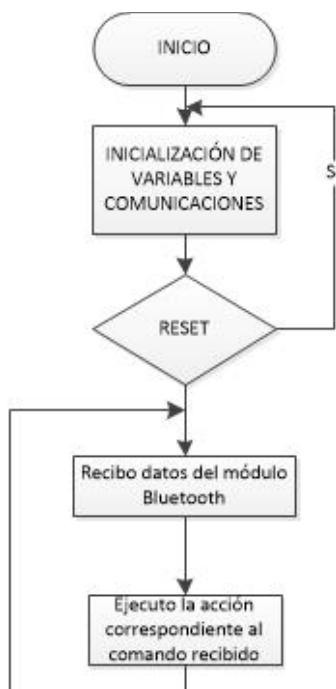 INICIO
INICIALIZACIÓN DE
VARIABLES Y
COMUNICACIONES
S
RESET
Recibo datos del módulo
Bluetooth
Ejecuto la acción
correspondiente al
comando recibido